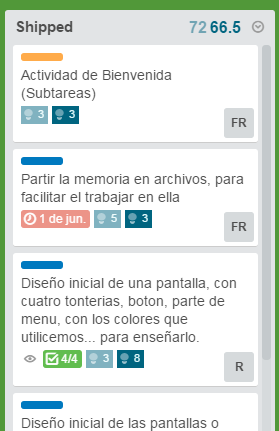 Shipped 72 66.5
Actividad de Bienvenida
(Subtareas)
3 3
FR
Partir la memoria en archivos, para
facilitar el trabajar en ella
1 de jun. 5 3
FR
Diseño inicial de una pantalla, con
cuatro tonterias, boton, parte de
menu, con los colores que
utilicemos... para enseñarlo.
4/4 3 8
R
Diseño inicial de las pantallas o